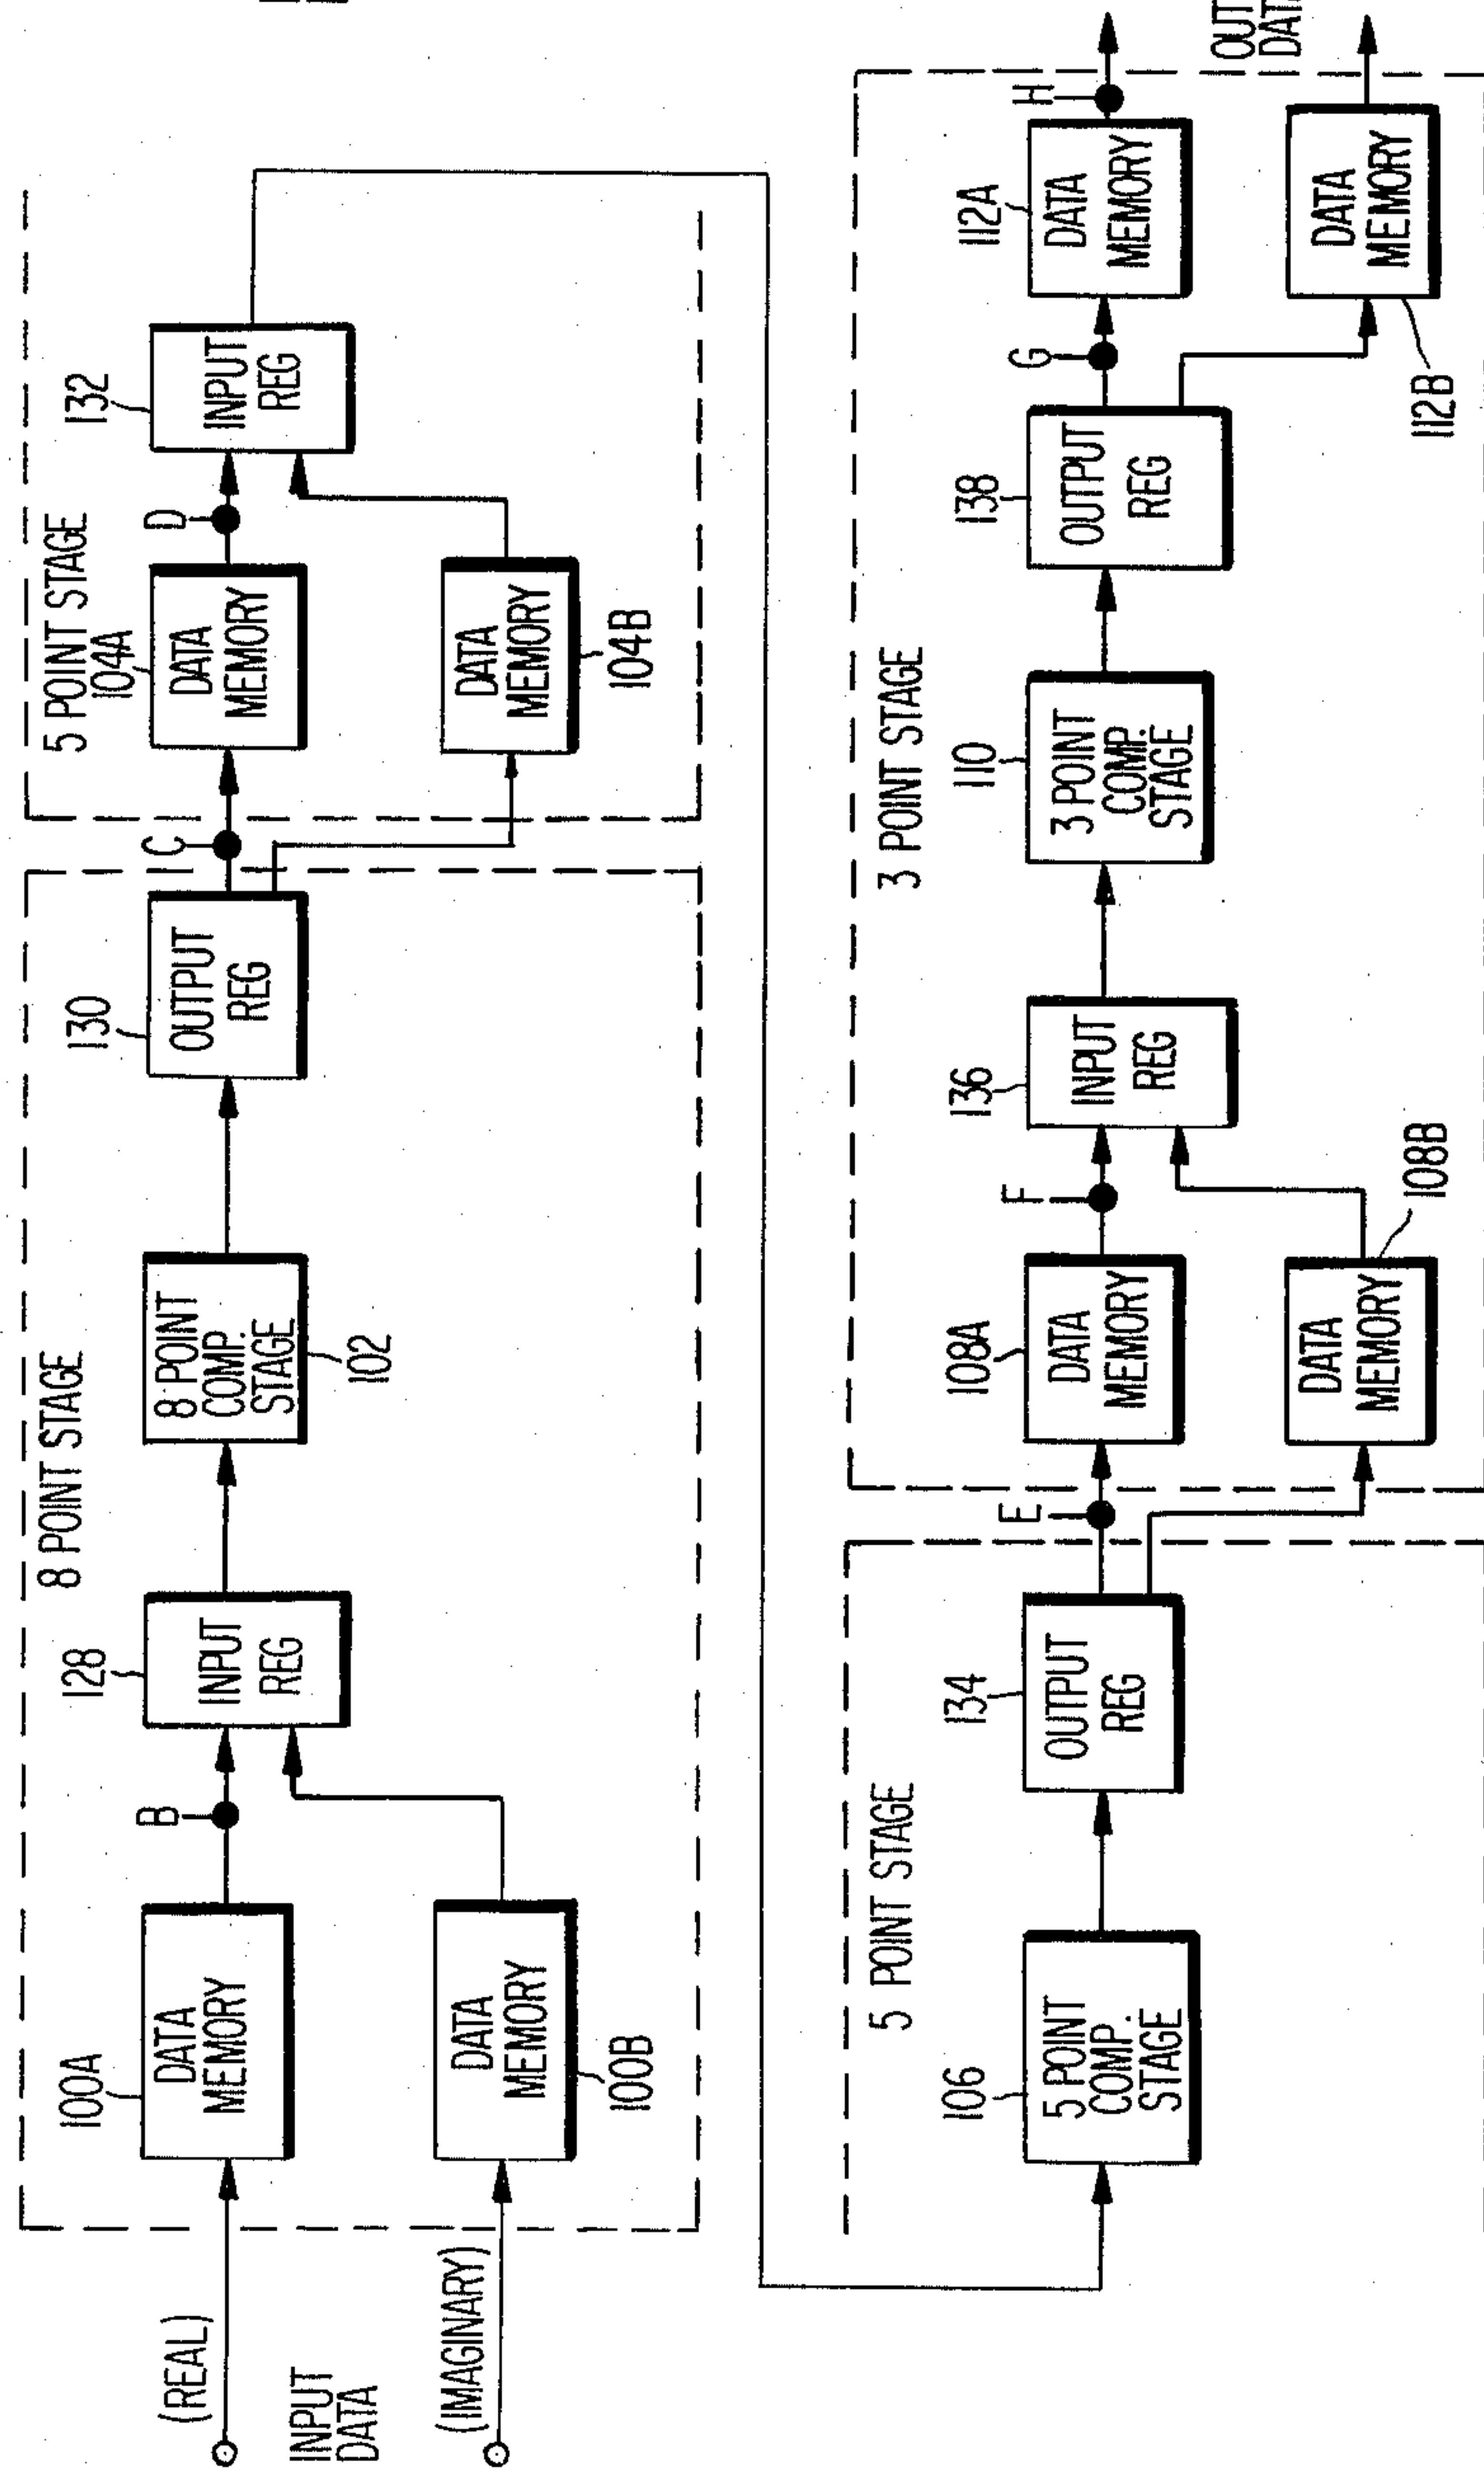 8 POINT STAGE
(REAL)
INPUT
DATA
(IMAGINARY)
100A
DATA
MEMORY
DATA
MEMORY
100B
B
128
INPUT
REG
8 POINT
COMP.
STAGE
102
130
OUTPUT
REG
C
5 POINT STAGE
104A
DATA
MEMORY
DATA
MEMORY
104B
D
132
INPUT
REG
5 POINT STAGE
106
5 POINT
COMP.
STAGE
134
OUTPUT
REG
E
3 POINT STAGE
108A
DATA
MEMORY
DATA
MEMORY
108B
F
136
INPUT
REG
110
3 POINT
COMP.
STAGE
138
OUTPUT
REG
G
112A
DATA
MEMORY
DATA
MEMORY
112B
H